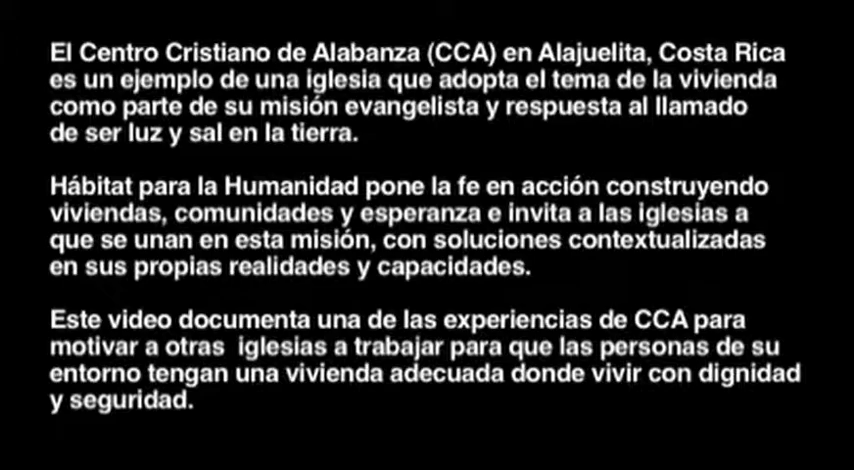 El Centro Cristiano de Alabanza (CCA) en Alajuelita, Costa Rica
es un ejemplo de una iglesia que adopta el tema de la vivienda
como parte de su misión evangelista y respuesta al llamado
de ser luz y sal en la tierra.
Hábitat para la Humanidad pone la fe en acción construyendo
viviendas, comunidades y esperanza e invita a las iglesias a
que se unan en esta misión, con soluciones contextualizadas
en sus propias realidades y capacidades.
Este video documenta una de las experiencias de CCA para
motivar a otras  iglesias a trabajar para que las personas de su
entorno tengan una vivienda adecuada donde vivir con dignidad
y seguridad.